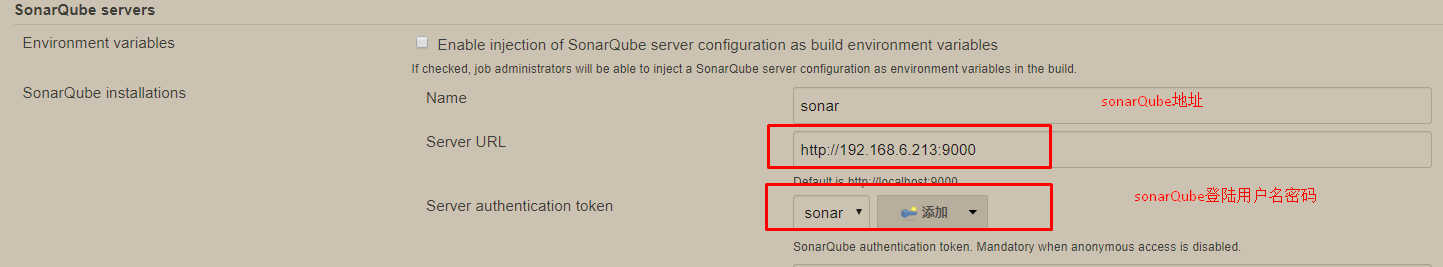 SonarQube servers
Environment variables
Enable injection of SonarQube server configuration as build environment variables
If checked, job administrators will be able to inject a SonarQube server configuration as environment variables in the build.
SonarQube installations
Name
sonar
sonarQube地址
Server URL
http://192.168.6.213:9000
Default is http://localhost:9000
sonarQube登陆用户名密码
Server authentication token
sonar
添加
SonarQube authentication token. Mandatory when anonymous access is disabled.